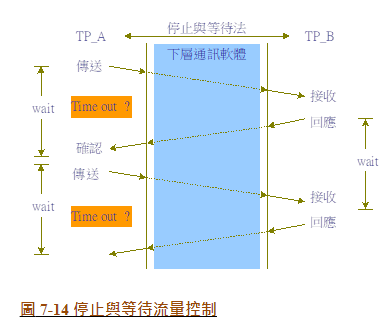 停止與等待法
TP_A
TP_B
下層通訊軟體
傳送
接收
wait
Time out ?
回應
確認
傳送
wait
接收
wait
Time out ?
回應
圖 7-14 停止與等待流量控制